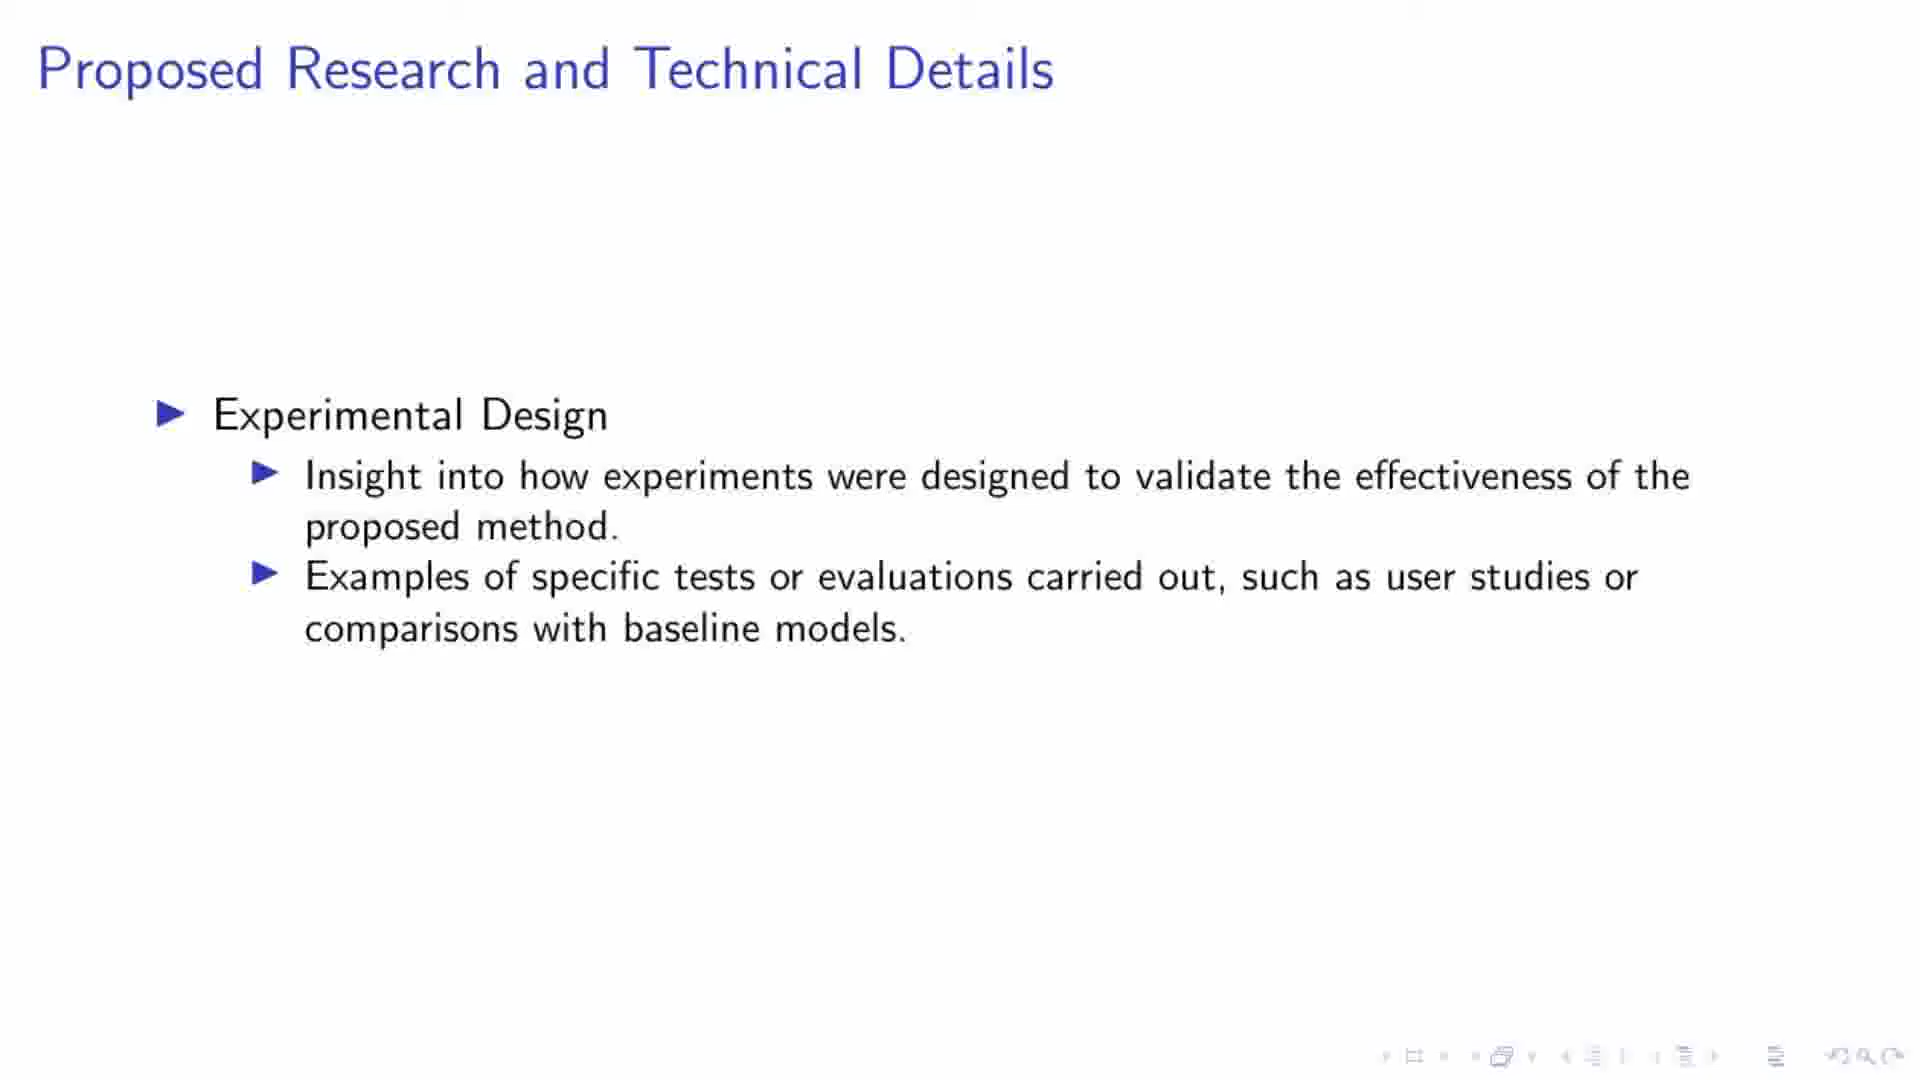 Proposed Research and Technical Details
Experimental Design
Insight into how experiments were designed to validate the effectiveness of the
proposed method.
Examples of specific tests or evaluations carried out, such as user studies or
comparisons with baseline models.